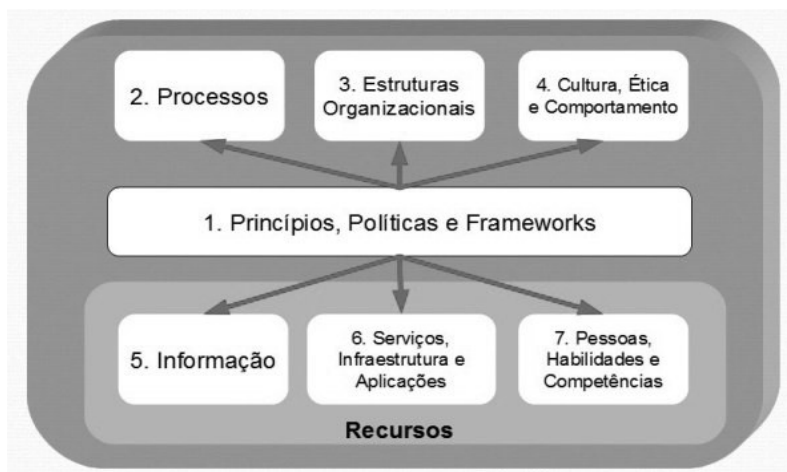 2. Processos
3. Estruturas
Organizacionais
4. Cultura, Ética
e Comportamento
1. Princípios, Políticas e Frameworks
5. Informação
6. Serviços,
Infraestrutura e
Aplicações
7. Pessoas,
Habilidades e
Competências
Recursos